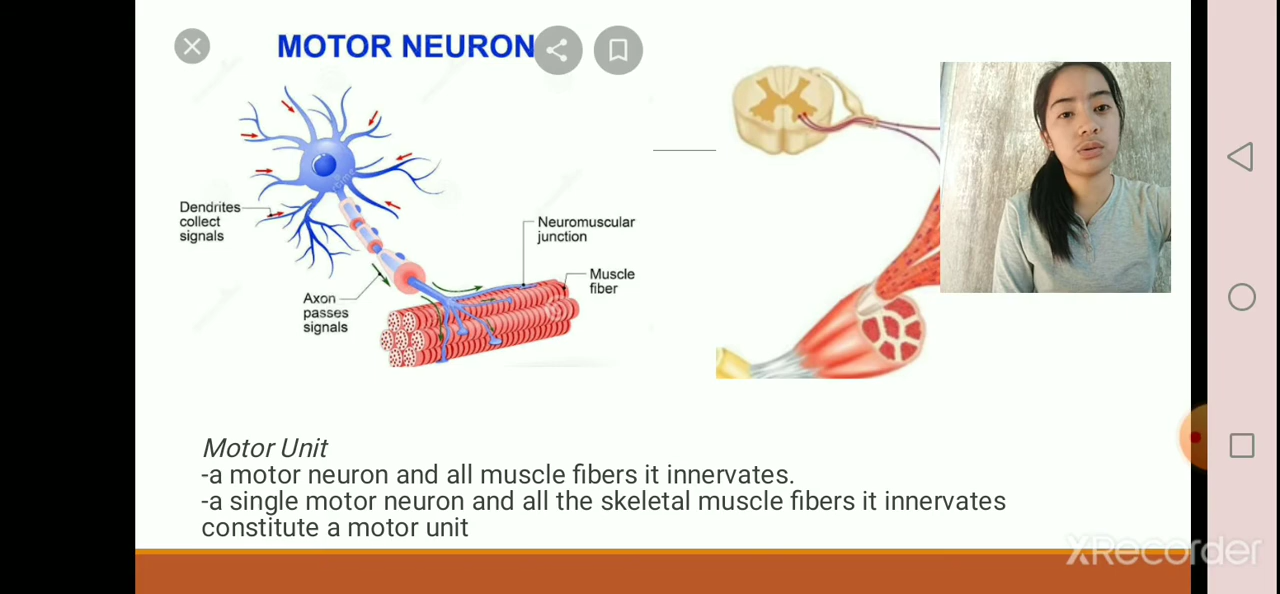 MOTOR NEURON
Dendrites
collect
signals
Neuromuscular
junction
Muscle
fiber
Axon
passes
signals
Motor Unit
-a motor neuron and all muscle fibers it innervates.
-a single motor neuron and all the skeletal muscle fibers it innervates
constitute a motor unit
XRecorder